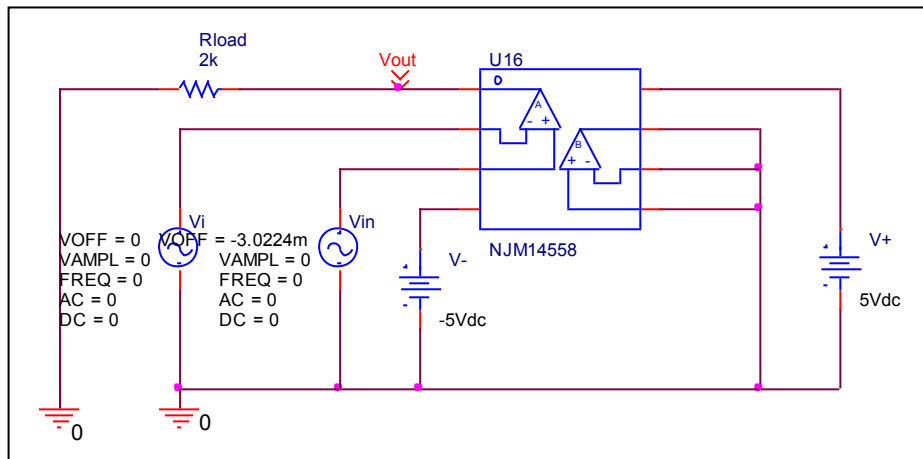 Rload
2k
Vout
U16
A
- +
B
+ -
NJM14558
Vi
VOFF = 0
VAMPL = 0
FREQ = 0
AC = 0
DC = 0
Vin
VOFF = -3.0224m
VAMPL = 0
FREQ = 0
AC = 0
DC = 0
+
V-
-
-5Vdc
+
V+
-
5Vdc
0
0